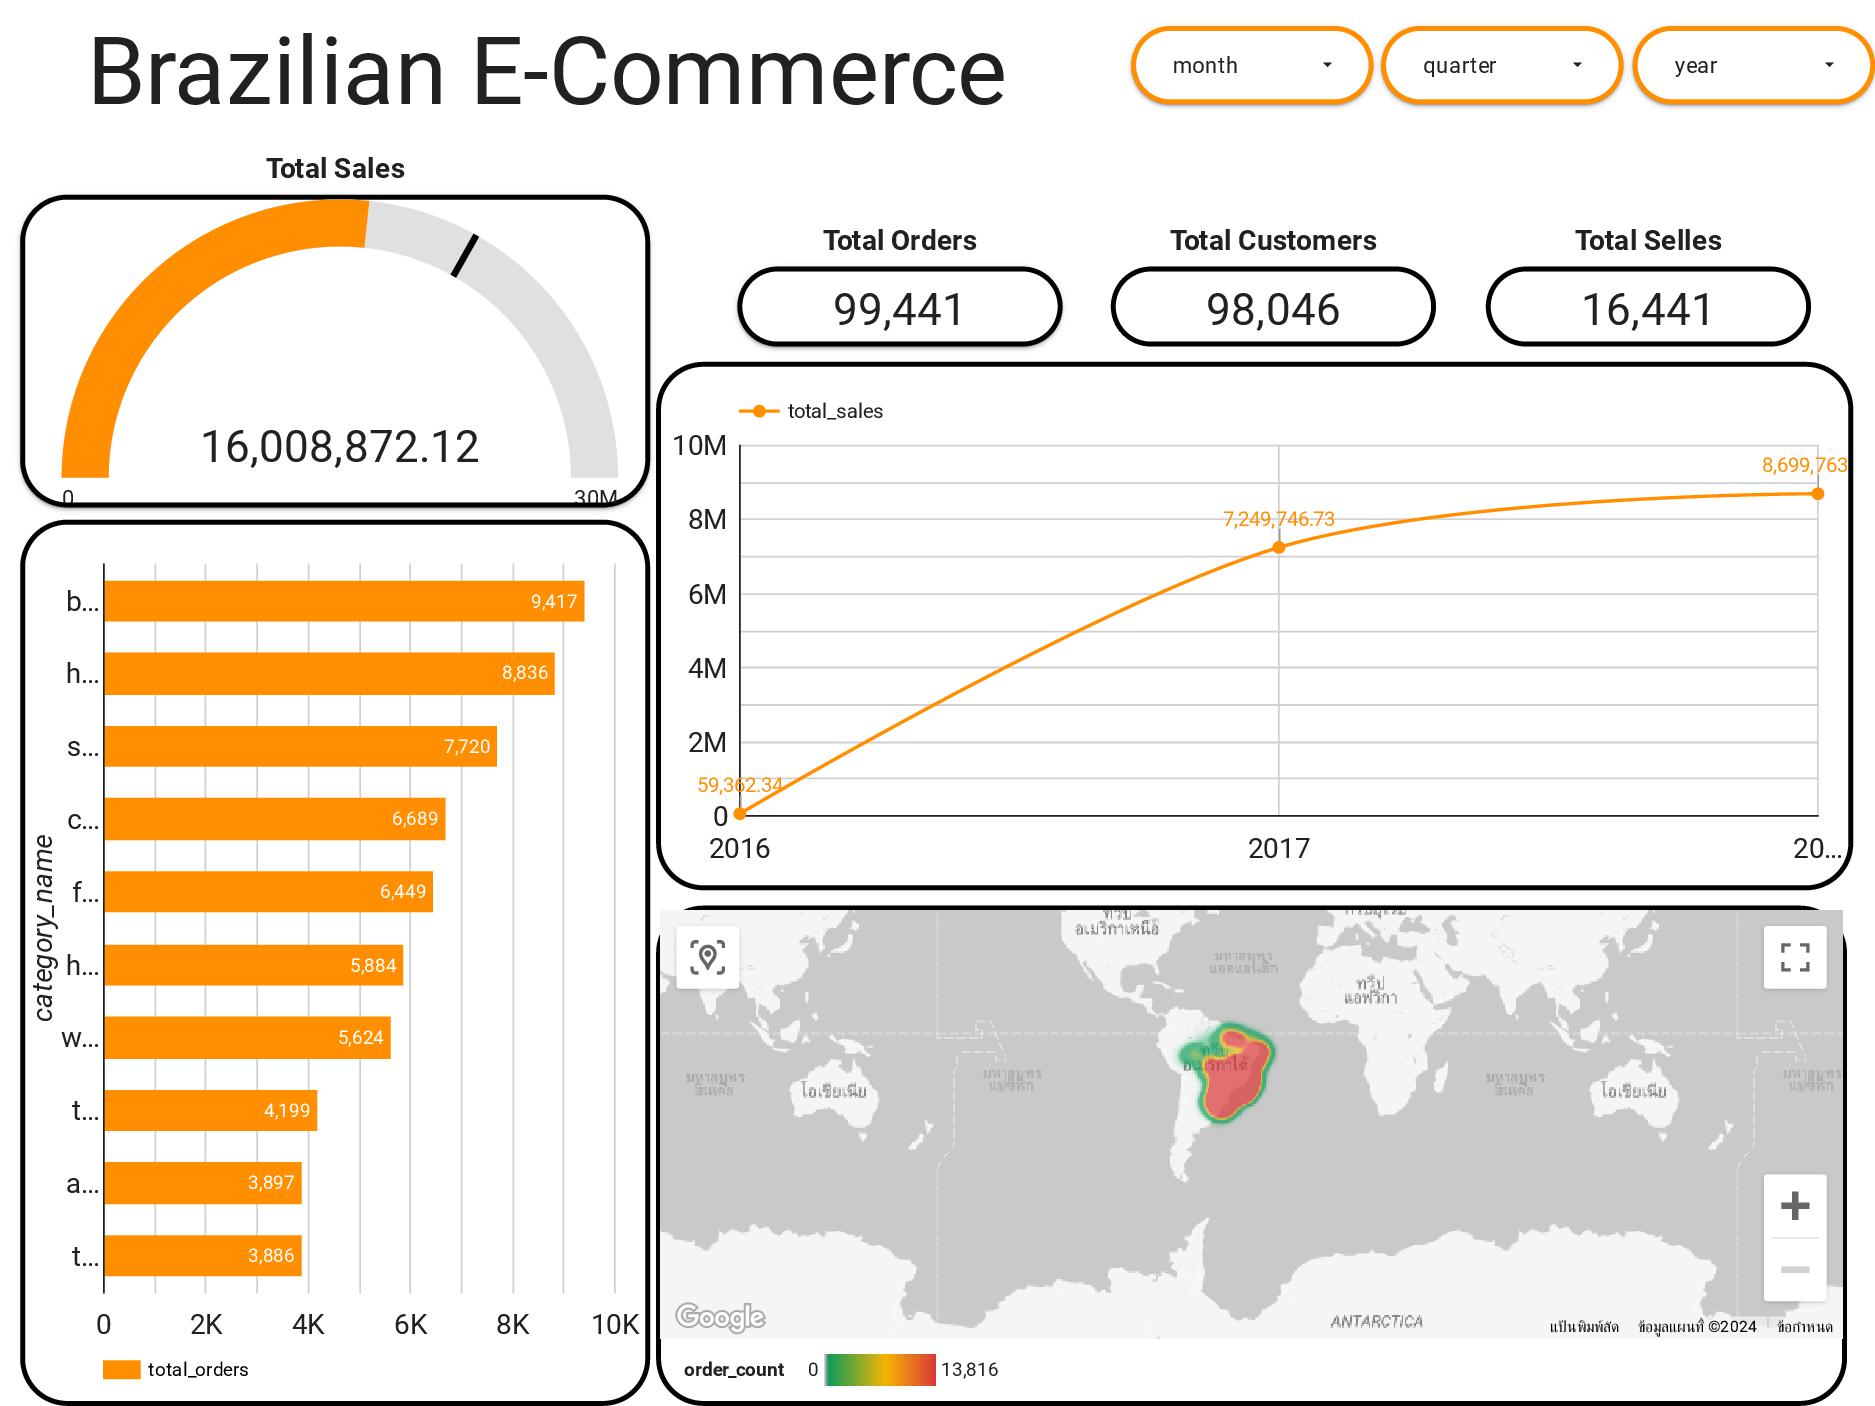 Brazilian E-Commerce
month
quarter
year
Total Sales
16,008,872.12
0
30M
Total Orders
99,441
Total Customers
98,046
Total Selles
16,441
total_sales
10M
8M
6M
4M
2M
0
59,362.34
7,249,746.73
8,699,763
2016
2017
20...
category_name
b...
9,417
h...
8,836
s...
7,720
c...
6,689
f...
6,449
h...
5,884
w...
5,624
t...
4,199
a...
3,897
t...
3,886
0
2K
4K
6K
8K
10K
total_orders
ทวีป
อเมริกาเหนือ
มหาสมุทร
แอตแลนติก
ทวีป
แอฟริกา
ทวีป
อเมริกาใต้
มหาสมุทร
อินเดีย
โอเชียเนีย
มหาสมุทร
แปซิฟิก
มหาสมุทร
อินเดีย
โอเชียเนีย
มหาสมุทร
แปซิฟิก
ANTARCTICA
Google
แป้นพิมพ์ลัด
ข้อมูลแผนที่ ©2024
ข้อกำหนด
order_count
0
13,816